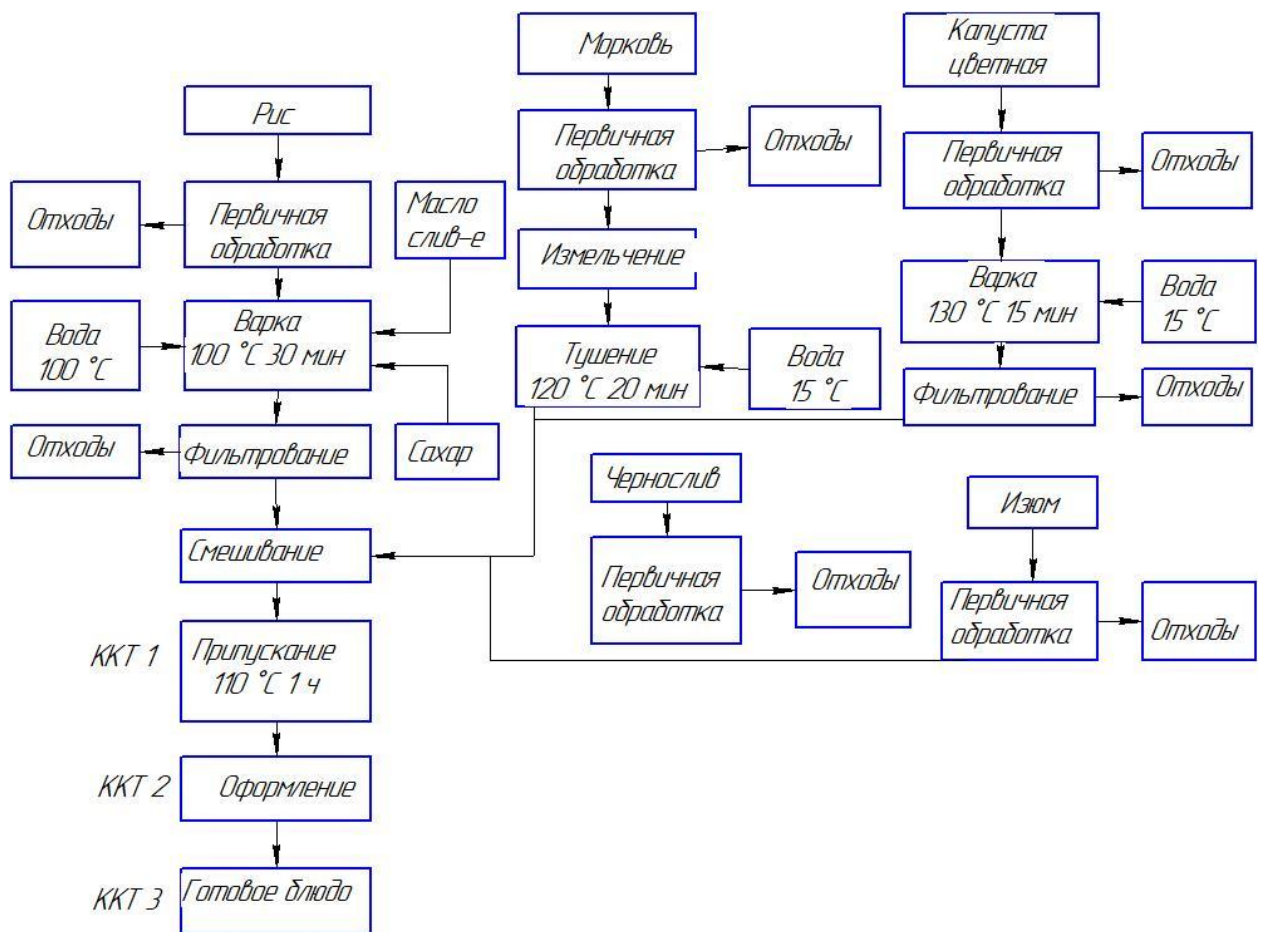 Морковь
Капуста
цветная
Рис
Первичная
обработка
Отходы
Первичная
обработка
Отходы
Отходы
Первичная
обработка
Масло
слив-е
Измельчение
Вода
100 °С
Варка
100 °С 30 мин
Тушение
120 °С 20 мин
Вода
15 °С
Варка
130 °С 15 мин
Вода
15 °С
Фильтрование
Отходы
Отходы
Фильтрование
Сахар
Чернослив
Изюм
Смешивание
Первичная
обработка
Отходы
Первичная
обработка
Отходы
ККТ 1
Припускание
110 °С 1 ч
ККТ 2
Оформление
ККТ 3
Готовое блюдо